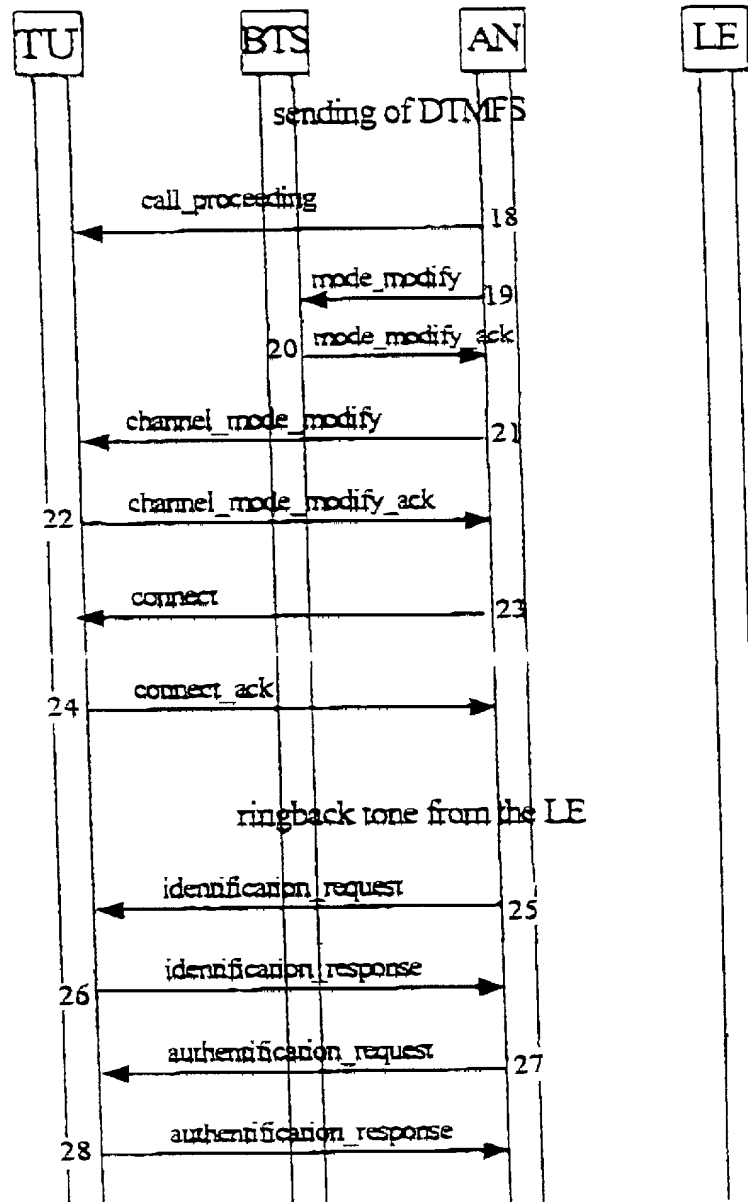 TU BTS AN LE
sending of DTMFS
call_proceeding
18
mode_modify
19
20 mode_modify_ack
channel_mode_modify
21
22 channel_mode_modify_ack
connect
23
24 connect_ack
ringback tone from the LE
identification_request
25
26 identification_response
authentification_request
27
28 authentification_response